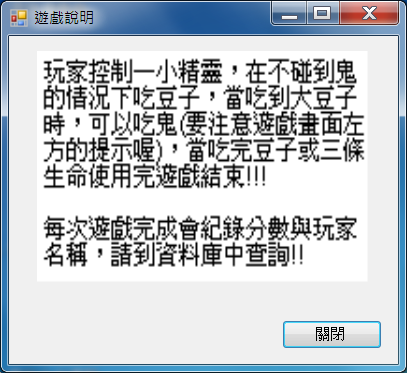 遊戲說明
玩家控制一小精靈，在不碰到鬼
的情況下吃豆子，當吃到大豆子
時，可以吃鬼(要注意遊戲畫面左
方的提示喔)，當吃完豆子或三條
生命使用完遊戲結束!!!
每次遊戲完成會紀錄分數與玩家
名稱，請到資料庫中查詢!!
關閉